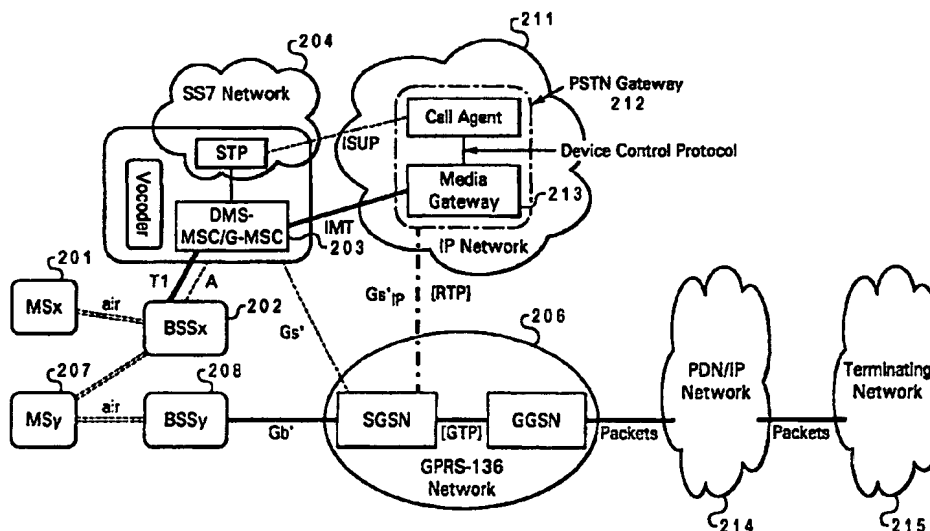 211
204
SS7 Network
PSTN Gateway
212
Call Agent
ISUP
STP
Device Control Protocol
Vocoder
Media
Gateway
213
DMS-
MSC/G-MSC
IMT
203
IP Network
201
T1
A
MSx
air
202
BSSx
Gs'
Gs'IP
[RTP]
206
207
208
PDN/IP
Network
Terminating
Network
MSy
air
BSSy
Gb'
SGSN
[GTP]
GGSN
Packets
Packets
GPRS-136
Network
214
215